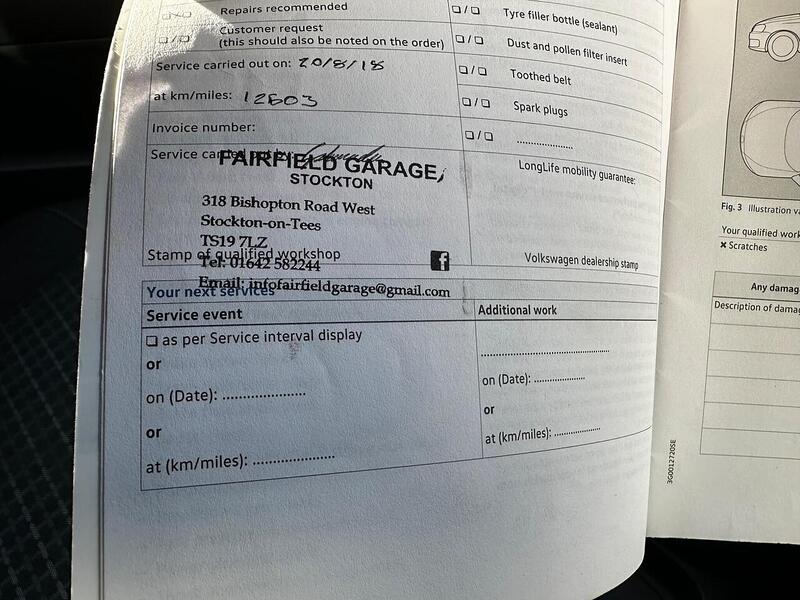 Repairs recommended
❏ / ❏ Tyre filler bottle (sealant)
❏ / ❏ Customer request
(this should also be noted on the order)
❏ / ❏ Dust and pollen filter insert
Service carried out on: 20/8/18
❏ / ❏ Toothed belt
at km/miles: 12603
❏ / ❏ Spark plugs
Invoice number:
❏ / ❏ ....................
Service carried out by
FAIRFIELD GARAGE,
STOCKTON
LongLife mobility guarantee:
318 Bishopton Road West
Stockton-on-Tees
TS19 7LZ
Stamp of qualified workshop
Tel: 01642 582244
f
Volkswagen dealership stamp
Email: infofairfieldgarage@gmail.com
Your next services
Service event
Additional work
❏ as per Service interval display
or
on (Date): .....................
or
at (km/miles): .....................
.....................
on (Date): ...............
or
at (km/miles): .............
3G0012720SE
Fig. 3 Illustration
Your qualified
✖ Scratches
Any
Description of